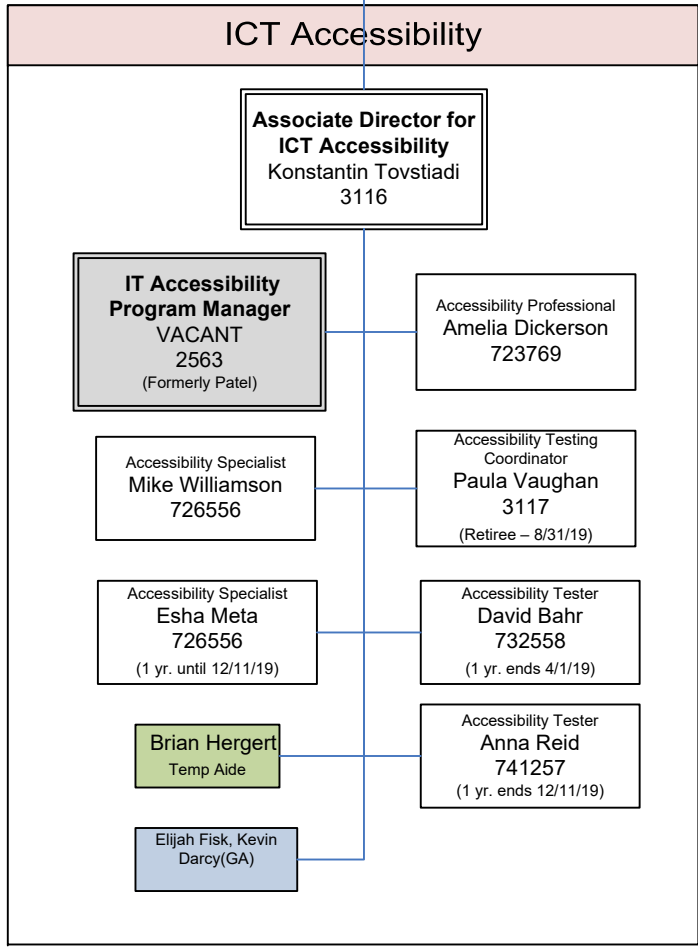 ICT Accessibility
Associate Director for
ICT Accessibility
Konstantin Tovstiadi
3116
IT Accessibility
Program Manager
VACANT
2563
(Formerly Patel)
Accessibility Professional
Amelia Dickerson
723769
Accessibility Specialist
Mike Williamson
726556
Accessibility Testing
Coordinator
Paula Vaughan
3117
(Retiree – 8/31/19)
Accessibility Specialist
Esha Meta
726556
(1 yr. until 12/11/19)
Accessibility Tester
David Bahr
732558
(1 yr. ends 4/1/19)
Brian Hergert
Temp Aide
Accessibility Tester
Anna Reid
741257
(1 yr. ends 12/11/19)
Elijah Fisk, Kevin
Darcy(GA)